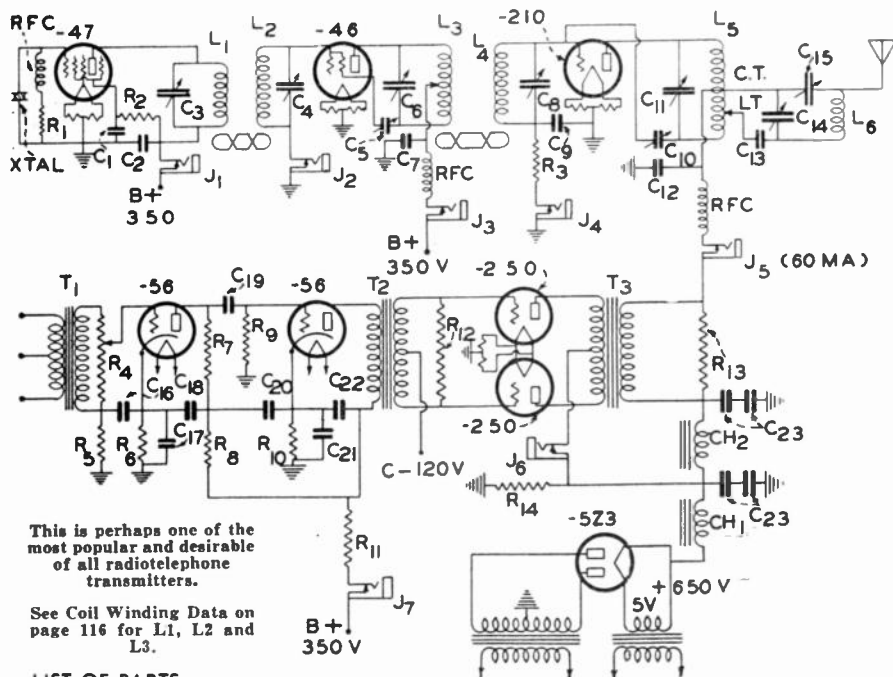 RFC -47 L1 L2 -46 L3 -210 L5
L4 C15
C.T.
R2 C3 C4 C6 C8 C11 LT C14 L6
R1 C5 C9 C10 C13
XTAL C1 C2 C7 R3 C12
J1 J2 RFC RFC
B+ J3 J4
350 B+ J5 (60 MA)
350 V
T1 -56 C19 -56 T2 -250 T3
R4 R7 R9 R12 R13
C16 C18 C20 C22
C17 -250 C23
R5 R6 R8 R10 C21 J6 CH2
C-120V
R14 C23
CH1
This is perhaps one of the
most popular and desirable
of all radiotelephone
transmitters.
R11 -5Z3
+650V
5V
See Coil Winding Data on
page 116 for L1, L2 and
L3.
J7
B+
350 V
LIST OF PARTS